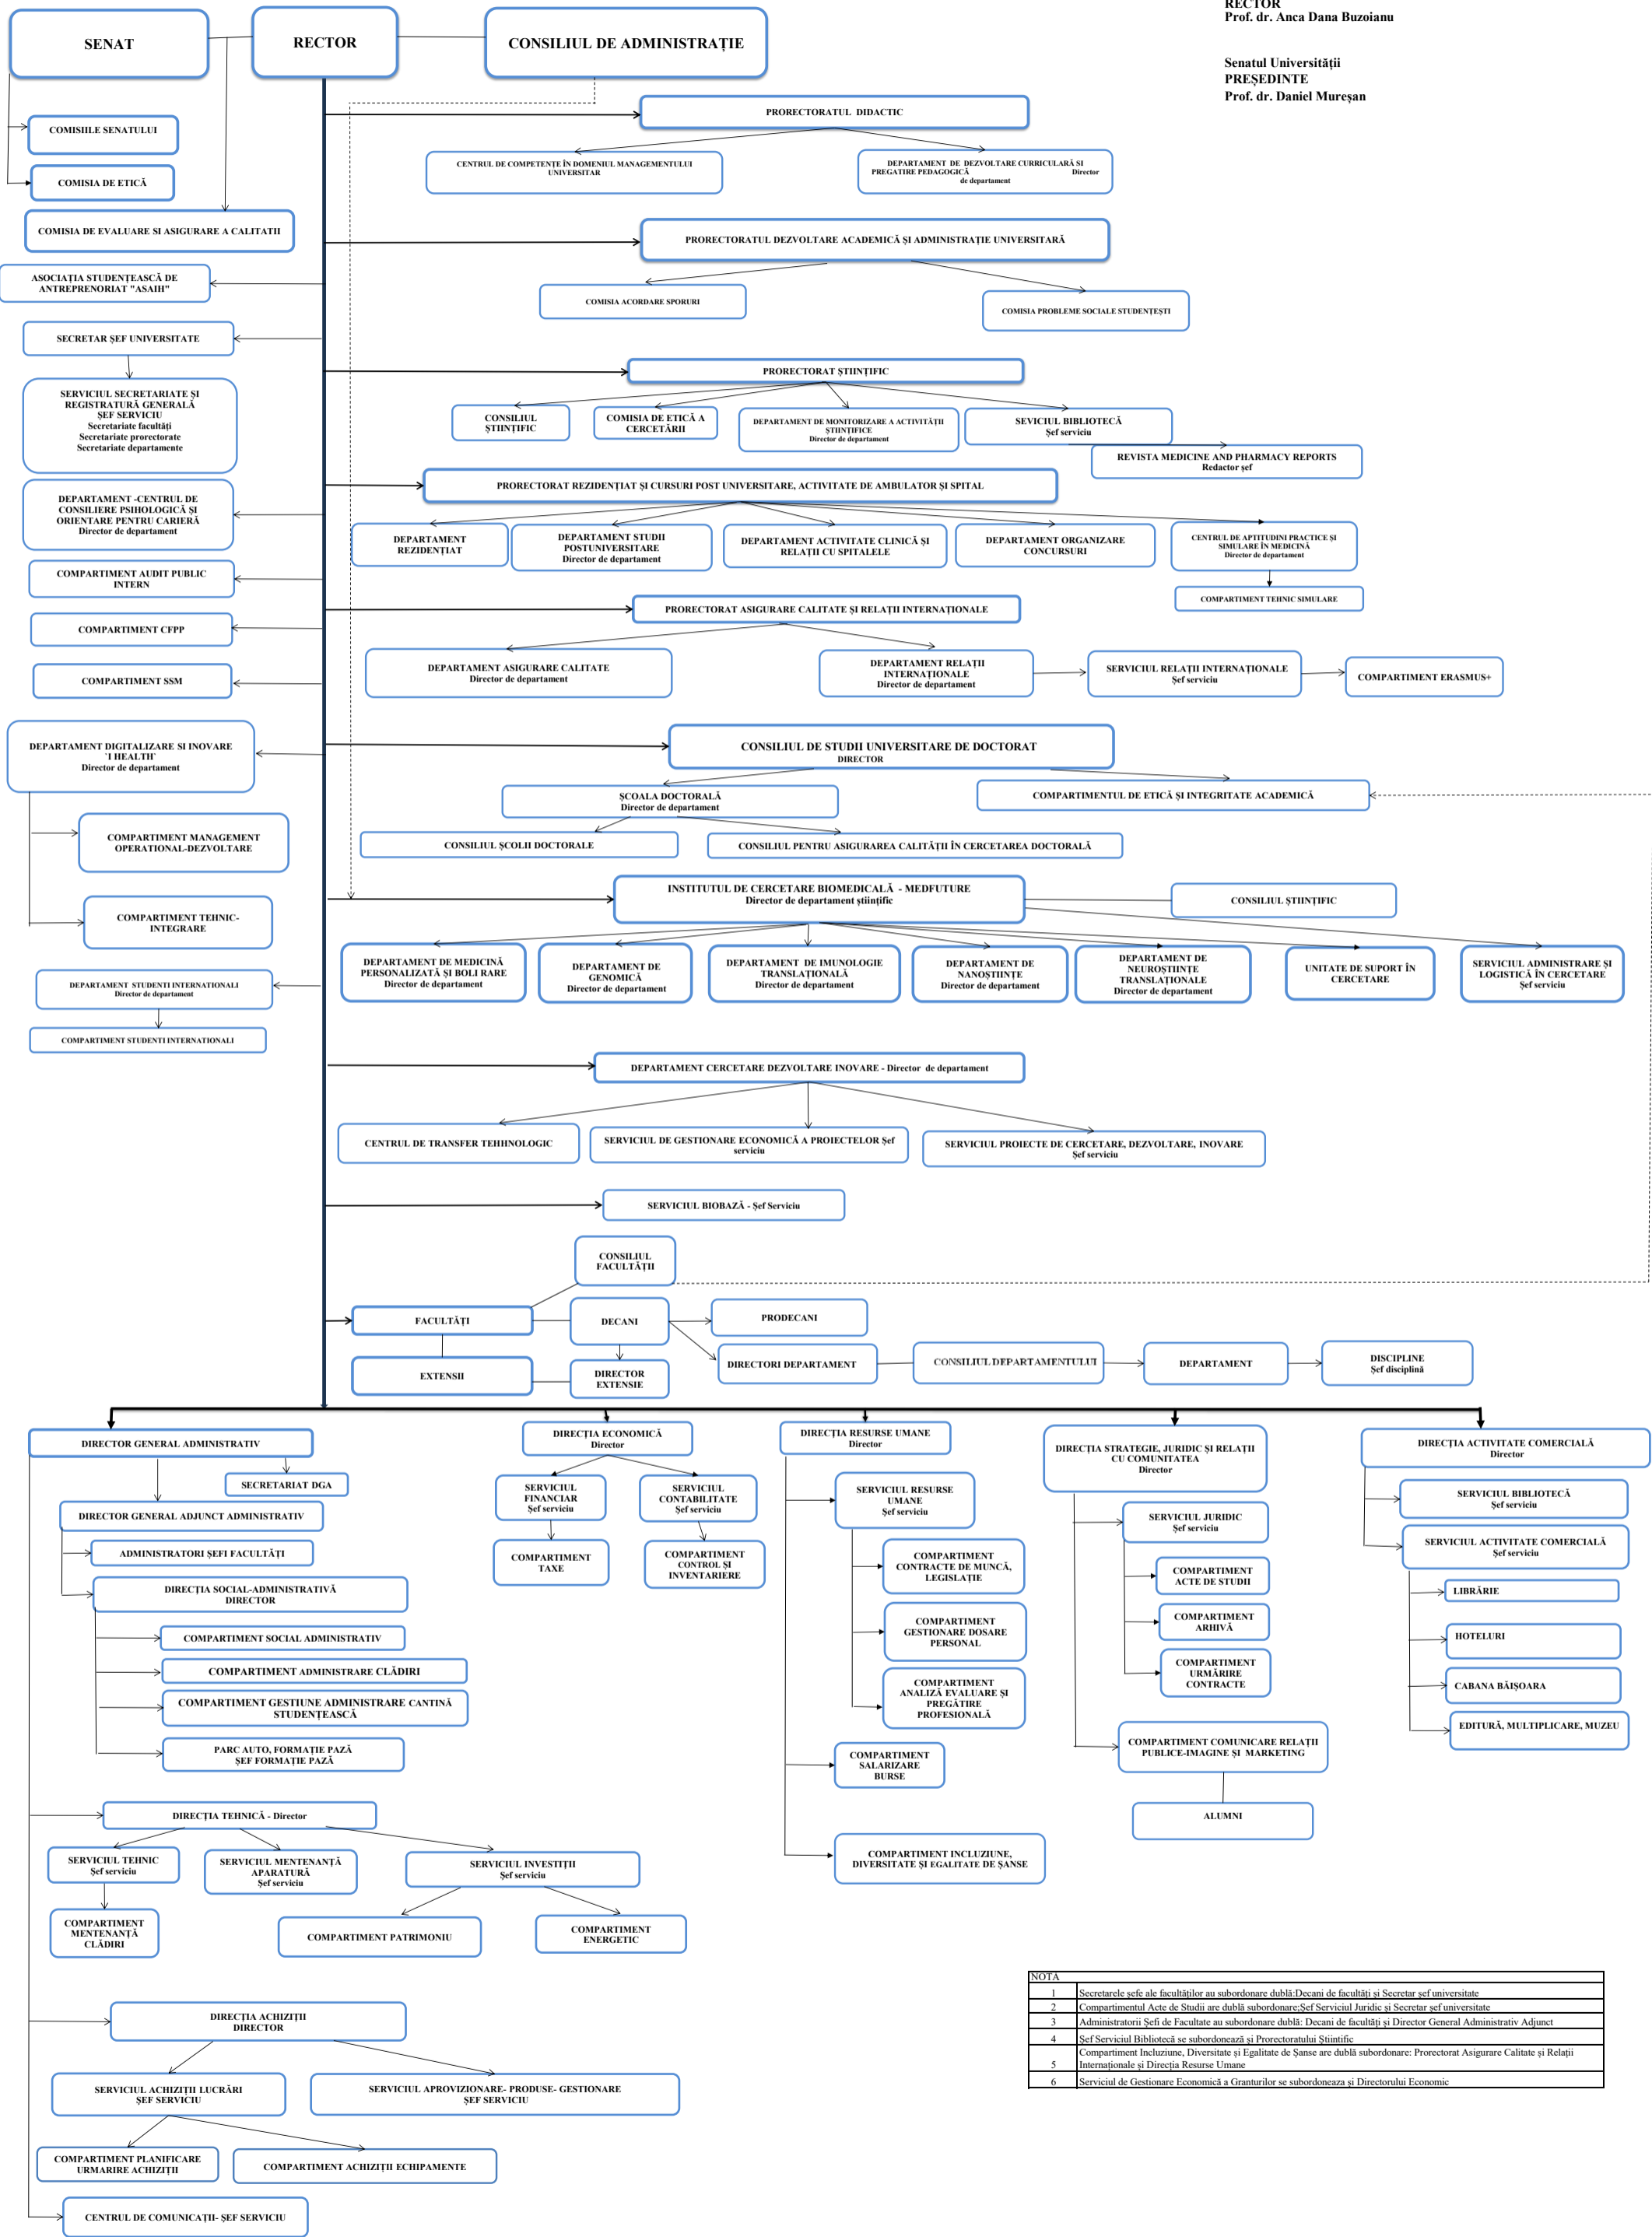 RECTOR
Prof. dr. Anca Dana Buzoianu
Senatul Universității
PREȘEDINTE
Prof. dr. Daniel Mureșan
SENAT
RECTOR
CONSILIUL DE ADMINISTRAȚIE
COMISIILE SENATULUI
COMISIA DE ETICĂ
COMISIA DE EVALUARE SI ASIGURARE A CALITATII
ASOCIAȚIA STUDENȚEASCĂ DE
ANTREPRENORIAT "ASAIH"
SECRETAR ȘEF UNIVERSITATE
SERVICIUL SECRETARIATE ȘI
REGISTRATURĂ GENERALĂ
ȘEF SERVICIU
Secretariate facultăți
Secretariate prorectorate
Secretariate departamente
DEPARTAMENT -CENTRUL DE
CONSILIERE PSIHOLOGICĂ ȘI
ORIENTARE PENTRU CARIERĂ
Director de departament
COMPARTIMENT AUDIT PUBLIC
INTERN
COMPARTIMENT CFPP
COMPARTIMENT SSM
DEPARTAMENT DIGITALIZARE SI INOVARE
`I HEALTH`
Director de departament
COMPARTIMENT MANAGEMENT
OPERATIONAL-DEZVOLTARE
COMPARTIMENT TEHNIC-
INTEGRARE
DEPARTAMENT STUDENTI INTERNATIONALI
Director de departament
COMPARTIMENT STUDENTI INTERNATIONALI
PRORECTORATUL DIDACTIC
CENTRUL DE COMPETENȚE ÎN DOMENIUL MANAGEMENTULUI
UNIVERSITAR
DEPARTAMENT DE DEZVOLTARE CURRICULARĂ SI
PREGATIRE PEDAGOGICĂ Director
de departament
PRORECTORATUL DEZVOLTARE ACADEMICĂ ȘI ADMINISTRAȚIE UNIVERSITARĂ
COMISIA ACORDARE SPORURI
COMISIA PROBLEME SOCIALE STUDENȚEȘTI
PRORECTORAT ȘTIINȚIFIC
CONSILIUL
ȘTIINȚIFIC
COMISIA DE ETICĂ A
CERCETĂRII
DEPARTAMENT DE MONITORIZARE A ACTIVITĂȚII
ȘTIINȚIFICE
Director de departament
SEVICIUL BIBLIOTECĂ
Șef serviciu
REVISTA MEDICINE AND PHARMACY REPORTS
Redactor șef
PRORECTORAT REZIDENȚIAT ȘI CURSURI POST UNIVERSITARE, ACTIVITATE DE AMBULATOR ȘI SPITAL
DEPARTAMENT
REZIDENȚIAT
DEPARTAMENT STUDII
POSTUNIVERSITARE
Director de departament
DEPARTAMENT ACTIVITATE CLINICĂ ȘI
RELAȚII CU SPITALELE
DEPARTAMENT ORGANIZARE
CONCURSURI
CENTRUL DE APTITUDINI PRACTICE ȘI
SIMULARE ÎN MEDICINĂ
Director de departament
COMPARTIMENT TEHNIC SIMULARE
PRORECTORAT ASIGURARE CALITATE ȘI RELAȚII INTERNAȚIONALE
DEPARTAMENT ASIGURARE CALITATE
Director de departament
DEPARTAMENT RELAȚII
INTERNAȚIONALE
Director de departament
SERVICIUL RELAȚII INTERNAȚIONALE
Șef serviciu
COMPARTIMENT ERASMUS+
CONSILIUL DE STUDII UNIVERSITARE DE DOCTORAT
DIRECTOR
ȘCOALA DOCTORALĂ
Director de departament
COMPARTIMENTUL DE ETICĂ ȘI INTEGRITATE ACADEMICĂ
CONSILIUL ȘCOLII DOCTORALE
CONSILIUL PENTRU ASIGURAREA CALITĂȚII ÎN CERCETAREA DOCTORALĂ
INSTITUTUL DE CERCETARE BIOMEDICALĂ - MEDFUTURE
Director de departament științific
CONSILIUL ȘTIINȚIFIC
DEPARTAMENT DE MEDICINĂ
PERSONALIZATĂ ȘI BOLI RARE
Director de departament
DEPARTAMENT DE
GENOMICĂ
Director de departament
DEPARTAMENT DE IMUNOLOGIE
TRANSLAȚIONALĂ
Director de departament
DEPARTAMENT DE
NANOȘTIINȚE
Director de departament
DEPARTAMENT DE
NEUROȘTIINȚE
TRANSLAȚIONALE
Director de departament
UNITATE DE SUPORT ÎN
CERCETARE
SERVICIUL ADMINISTRARE ȘI
LOGISTICĂ ÎN CERCETARE
Șef serviciu
DEPARTAMENT CERCETARE DEZVOLTARE INOVARE - Director de departament
CENTRUL DE TRANSFER TEHHNOLOGIC
SERVICIUL DE GESTIONARE ECONOMICĂ A PROIECTELOR Șef
serviciu
SERVICIUL PROIECTE DE CERCETARE, DEZVOLTARE, INOVARE
Șef serviciu
SERVICIUL BIOBAZĂ - Șef Serviciu
CONSILIUL
FACULTĂȚII
FACULTĂȚI
DECANI
PRODECANI
DIRECTORI DEPARTAMENT
CONSILIUL DEPARTAMENTULUI
DEPARTAMENT
DISCIPLINE
Șef disciplină
EXTENSII
DIRECTOR
EXTENSIE
DIRECTOR GENERAL ADMINISTRATIV
SECRETARIAT DGA
DIRECTOR GENERAL ADJUNCT ADMINISTRATIV
ADMINISTRATORI ȘEFI FACULTĂȚI
DIRECȚIA SOCIAL-ADMINISTRATIVĂ
DIRECTOR
COMPARTIMENT SOCIAL ADMINISTRATIV
COMPARTIMENT ADMINISTRARE CLĂDIRI
COMPARTIMENT GESTIUNE ADMINISTRARE CANTINĂ
STUDENȚEASCĂ
PARC AUTO, FORMAȚIE PAZĂ
ȘEF FORMAȚIE PAZĂ
DIRECȚIA TEHNICĂ - Director
SERVICIUL TEHNIC
Șef serviciu
SERVICIUL MENTENANȚĂ
APARATURĂ
Șef serviciu
SERVICIUL INVESTIȚII
Șef serviciu
COMPARTIMENT
MENTENANȚĂ
CLĂDIRI
COMPARTIMENT PATRIMONIU
COMPARTIMENT
ENERGETIC
DIRECȚIA ACHIZIȚII
DIRECTOR
SERVICIUL ACHIZIȚII LUCRĂRI
ȘEF SERVICIU
SERVICIUL APROVIZIONARE- PRODUSE- GESTIONARE
ȘEF SERVICIU
COMPARTIMENT PLANIFICARE
URMARIRE ACHIZIȚII
COMPARTIMENT ACHIZIȚII ECHIPAMENTE
CENTRUL DE COMUNICAȚII- ȘEF SERVICIU
DIRECȚIA ECONOMICĂ
Director
SERVICIUL
FINANCIAR
Șef serviciu
SERVICIUL
CONTABILITATE
Șef serviciu
COMPARTIMENT
TAXE
COMPARTIMENT
CONTROL ȘI
INVENTARIERE
DIRECȚIA RESURSE UMANE
Director
SERVICIUL RESURSE
UMANE
Șef serviciu
COMPARTIMENT
CONTRACTE DE MUNCĂ,
LEGISLAȚIE
COMPARTIMENT
GESTIONARE DOSARE
PERSONAL
COMPARTIMENT
ANALIZĂ EVALUARE ȘI
PREGĂTIRE
PROFESIONALĂ
COMPARTIMENT
SALARIZARE
BURSE
COMPARTIMENT INCLUZIUNE,
DIVERSITATE ȘI EGALITATE DE ȘANSE
DIRECȚIA STRATEGIE, JURIDIC ȘI RELAȚII
CU COMUNITATEA
Director
SERVICIUL JURIDIC
Șef serviciu
COMPARTIMENT
ACTE DE STUDII
COMPARTIMENT
ARHIVĂ
COMPARTIMENT
URMĂRIRE
CONTRACTE
COMPARTIMENT COMUNICARE RELAȚII
PUBLICE-IMAGINE ȘI MARKETING
ALUMNI
DIRECȚIA ACTIVITATE COMERCIALĂ
Director
SERVICIUL BIBLIOTECĂ
Șef serviciu
SERVICIUL ACTIVITATE COMERCIALĂ
Șef serviciu
LIBRĂRIE
HOTELURI
CABANA BĂIȘOARA
EDITURĂ, MULTIPLICARE, MUZEU
NOTĂ
1 Secretarele șefe ale facultăților au subordonare dublă:Decani de facultăți și Secretar șef universitate
2 Compartimentul Acte de Studii are dublă subordonare;Șef Serviciul Juridic și Secretar șef universitate
3 Administratorii Șefi de Facultate au subordonare dublă: Decani de facultăți și Director General Administrativ Adjunct
4 Șef Serviciul Bibliotecă se subordonează și Prorectoratului Științific
Compartiment Incluziune, Diversitate și Egalitate de Șanse are dublă subordonare: Prorectorat Asigurare Calitate și Relații
5 Internaționale și Direcția Resurse Umane
6 Serviciul de Gestionare Economică a Granturilor se subordoneaza și Directorului Economic